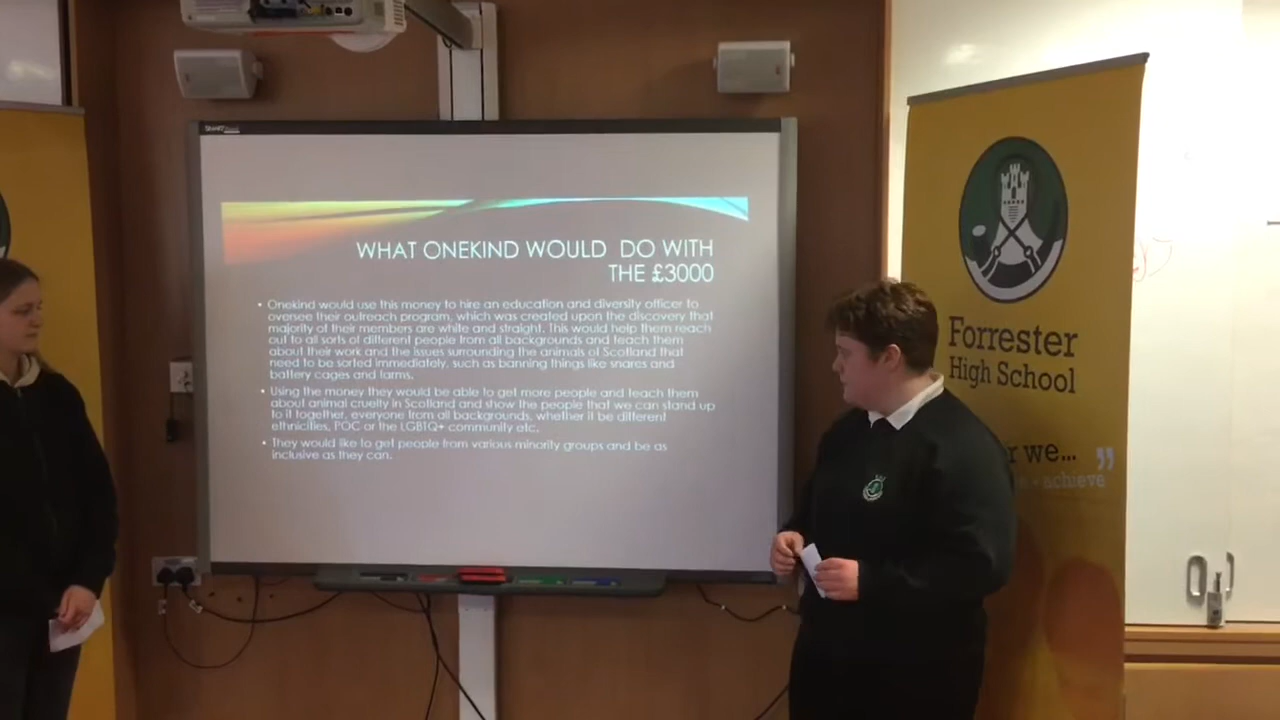 SMART
WHAT ONEKIND WOULD DO WITH
THE £3000
• Onekind would use this money to hire an education and diversity officer to
oversee their outreach program, which was created upon the discovery that
majority of their members are white and straight. This would help them reach
out to all sorts of different people from all backgrounds and teach them
about their work and the issues surrounding the animals of Scotland that
need to be sorted immediately, such as banning things like snares and
battery cages and farms.
• Using the money they would be able to get more people and teach them
about animal cruelty in Scotland and show the people that we can stand up
to it together, everyone from all backgrounds, whether it be different
ethnicities, POC or the LGBTQ+ community etc.
• They would like to get people from various minority groups and be as
inclusive as they can.
Forrester
High School
r we... ”
- achieve